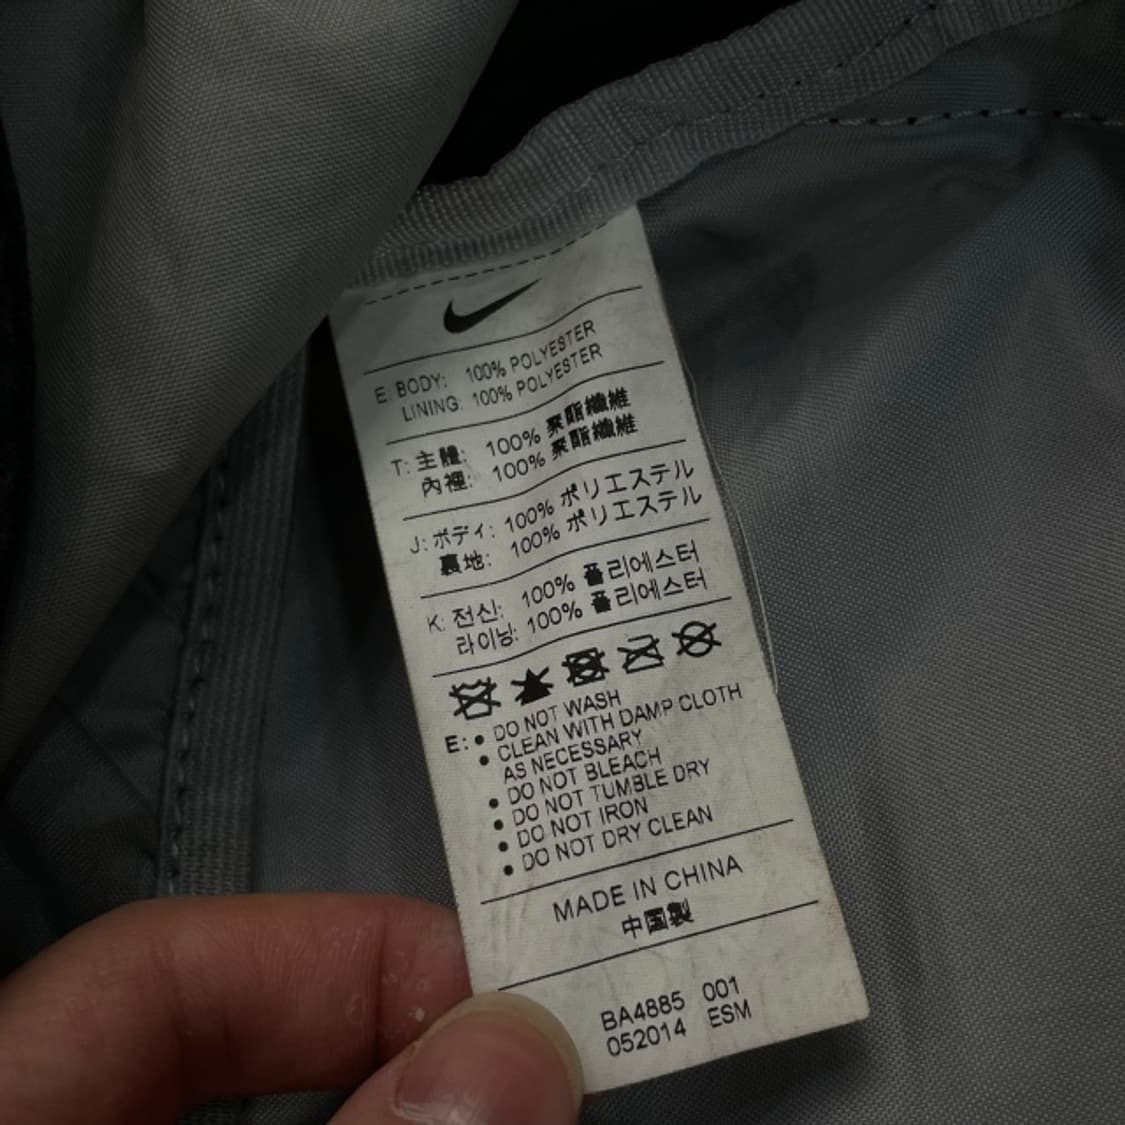 E: BODY: 100% POLYESTER
LINING: 100% POLYESTER
T: 主體: 100% 聚酯纖維
內裡: 100% 聚酯纖維
J: ボディ: 100% ポリエステル
裏地: 100% ポリエステル
K: 전신: 100% 폴리에스터
라이닝: 100% 폴리에스터
E: • DO NOT WASH
• CLEAN WITH DAMP CLOTH
AS NECESSARY
• DO NOT BLEACH
• DO NOT TUMBLE DRY
• DO NOT IRON
• DO NOT DRY CLEAN
MADE IN CHINA
中国製
BA4885 001
052014 ESM